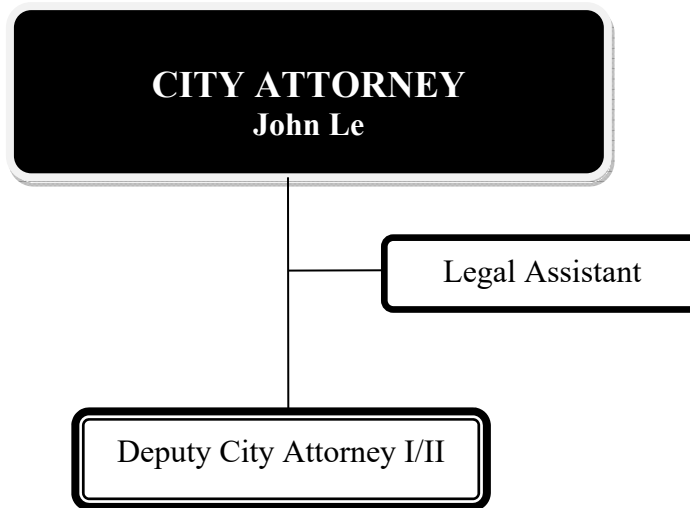 CITY ATTORNEY
John Le
Legal Assistant
Deputy City Attorney I/II